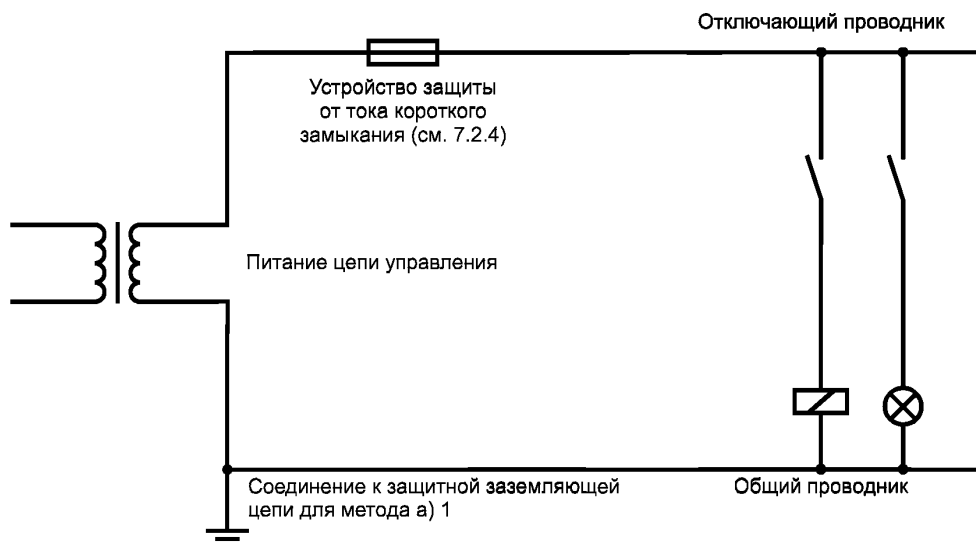 Отключающий проводник
Устройство защиты
от тока короткого
замыкания (см. 7.2.4)
Питание цепи управления
Соединение к защитной заземляющей
цепи для метода а) 1
Общий проводник